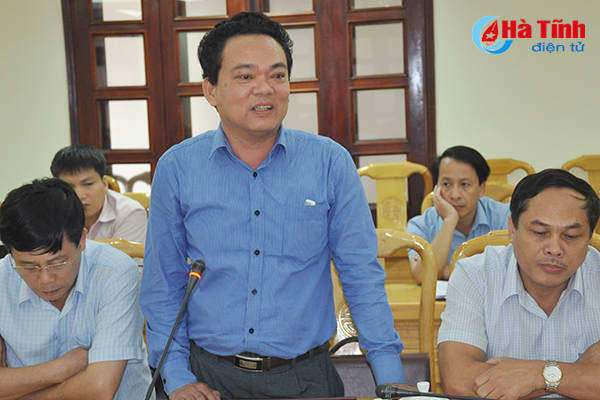 Hà Tĩnh
điện tử